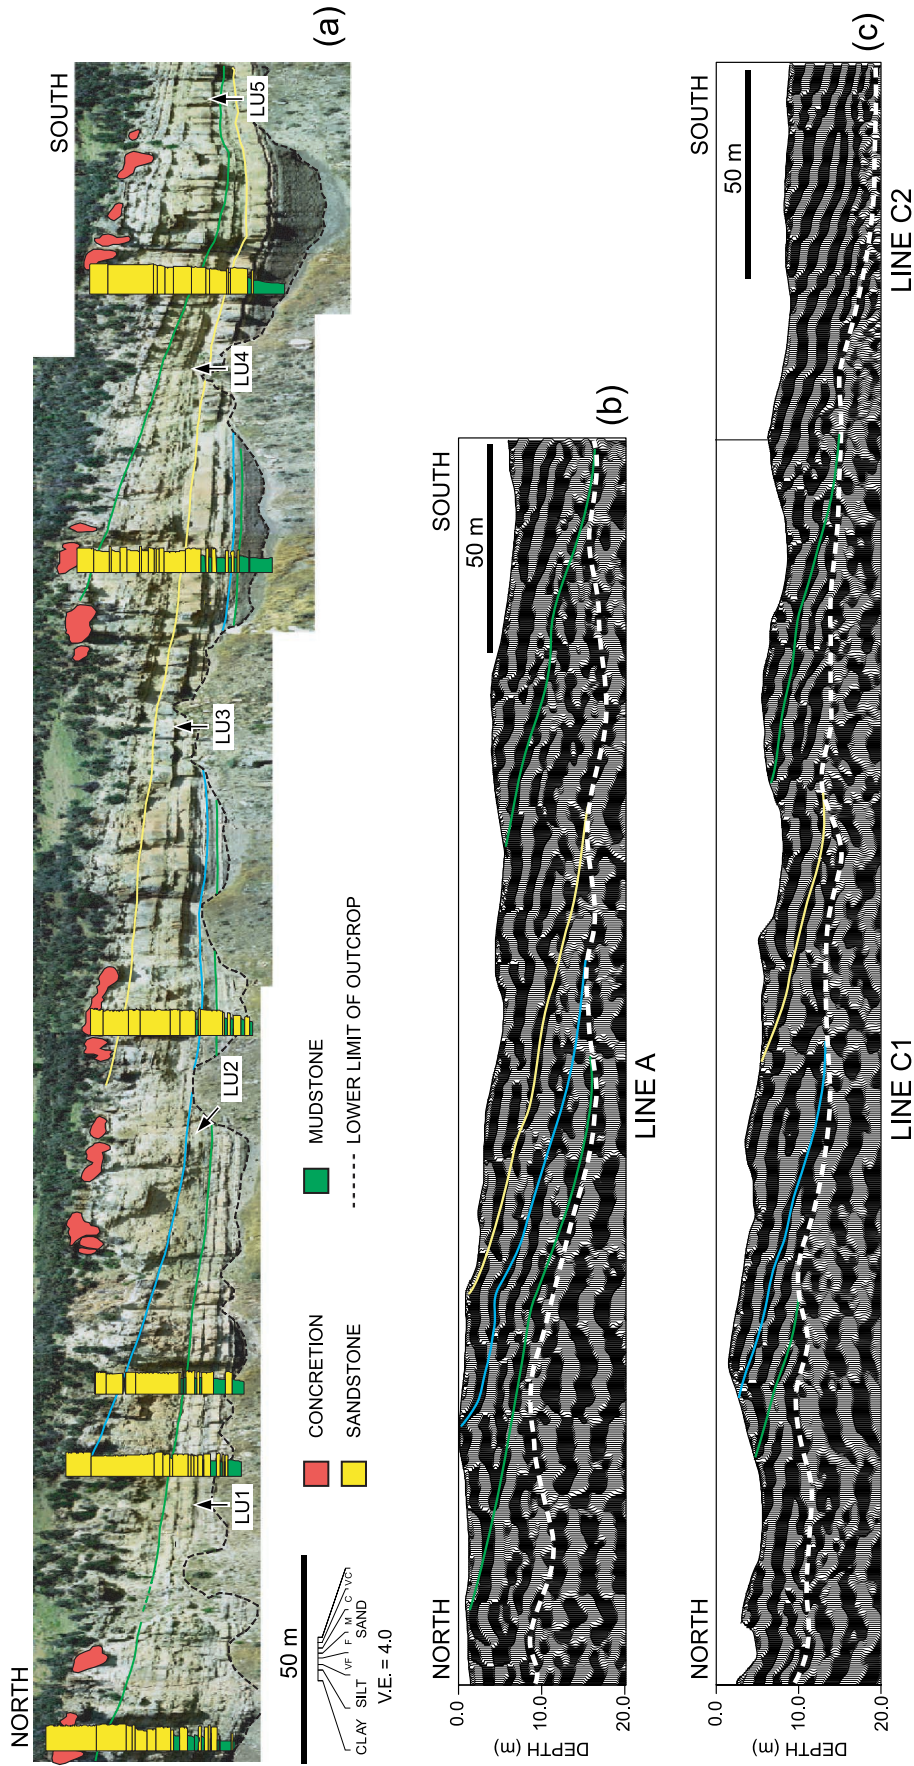 NORTH
SOUTH
(a)
LU1
LU2
LU3
LU4
LU5
50 m
CLAY
SILT
VF
F
M
C
VC
SAND
V.E. = 4.0
CONCRETION
SANDSTONE
MUDSTONE
LOWER LIMIT OF OUTCROP
NORTH
SOUTH
50 m
(b)
0.0
10.0
20.0
DEPTH (m)
LINE A
NORTH
SOUTH
50 m
(c)
0.0
10.0
20.0
DEPTH (m)
LINE C1
LINE C2